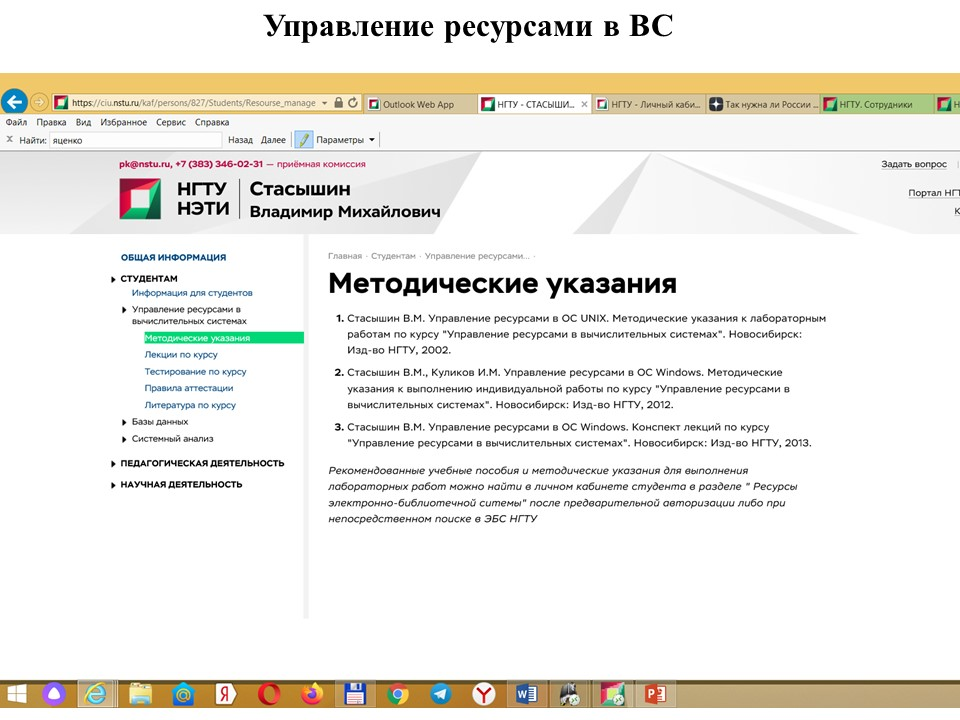 Управление ресурсами в ВС
https://ciu.nstu.ru/kaf/persons/827/Students/Resourse_manage
Outlook Web App
НГТУ - СТАСЫШИ...
НГТУ - Личный каби...
Так нужна ли России ...
НГТУ. Сотрудники
Файл Правка Вид Избранное Сервис Справка
Найти: яценко Назад Далее Параметры
pk@nstu.ru, +7 (383) 346-02-31 — приёмная комиссия
Задать вопрос
Портал НГТ
НГТУ
НЭТИ
Стасышин
Владимир Михайлович
ОБЩАЯ ИНФОРМАЦИЯ
СТУДЕНТАМ
Информация для студентов
Управление ресурсами в
вычислительных системах
Методические указания
Лекции по курсу
Тестирование по курсу
Правила аттестации
Литература по курсу
Базы данных
Системный анализ
ПЕДАГОГИЧЕСКАЯ ДЕЯТЕЛЬНОСТЬ
НАУЧНАЯ ДЕЯТЕЛЬНОСТЬ
Главная · Студентам · Управление ресурсами... ·
Методические указания
1. Стасышин В.М. Управление ресурсами в ОС UNIX. Методические указания к лабораторным
работам по курсу "Управление ресурсами в вычислительных системах". Новосибирск:
Изд-во НГТУ, 2002.
2. Стасышин В.М., Куликов И.М. Управление ресурсами в ОС Windows. Методические
указания к выполнению индивидуальной работы по курсу "Управление ресурсами в
вычислительных системах". Новосибирск: Изд-во НГТУ, 2012.
3. Стасышин В.М. Управление ресурсами в ОС Windows. Конспект лекций по курсу
"Управление ресурсами в вычислительных системах". Новосибирск: Изд-во НГТУ, 2013.
Рекомендованные учебные пособия и методические указания для выполнения
лабораторных работ можно найти в личном кабинете студента в разделе " Ресурсы
электронно-библиотечной ситемы" после предварительной авторизации либо при
непосредственном поиске в ЭБС НГТУ